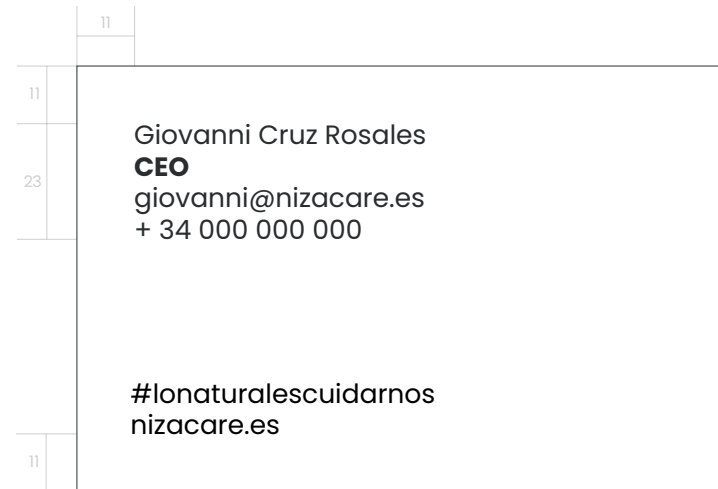 11
11
Giovanni Cruz Rosales
CEO
23
giovanni@nizacare.es
+ 34 000 000 000
#lonaturalescuidarnos
nizacare.es
11